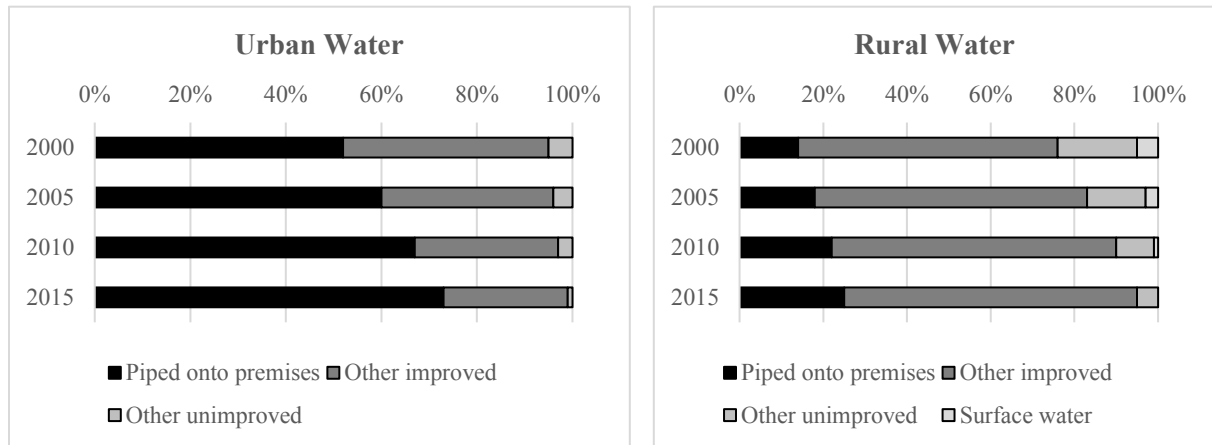 Urban Water
0% 20% 40% 60% 80% 100%
2000
2005
2010
2015
Piped onto premises Other improved
Other unimproved
Rural Water
0% 20% 40% 60% 80% 100%
2000
2005
2010
2015
Piped onto premises Other improved
Other unimproved Surface water